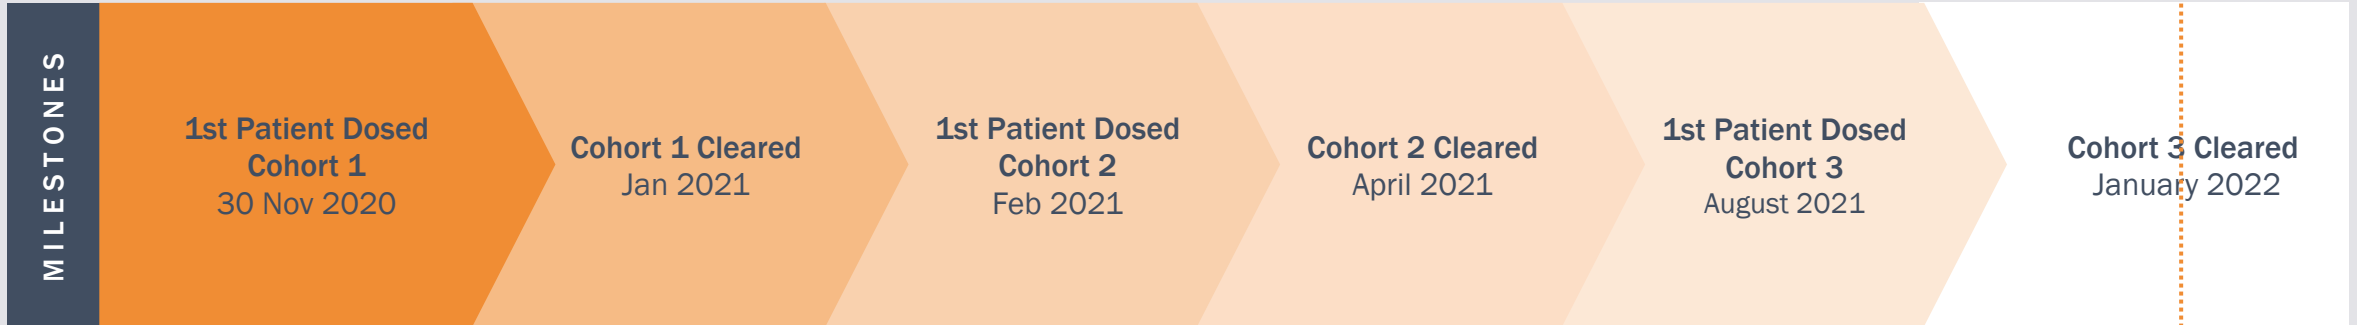 MILESTONES
1st Patient Dosed
Cohort 1
30 Nov 2020
Cohort 1 Cleared
Jan 2021
1st Patient Dosed
Cohort 2
Feb 2021
Cohort 2 Cleared
April 2021
1st Patient Dosed
Cohort 3
August 2021
Cohort 3 Cleared
January 2022